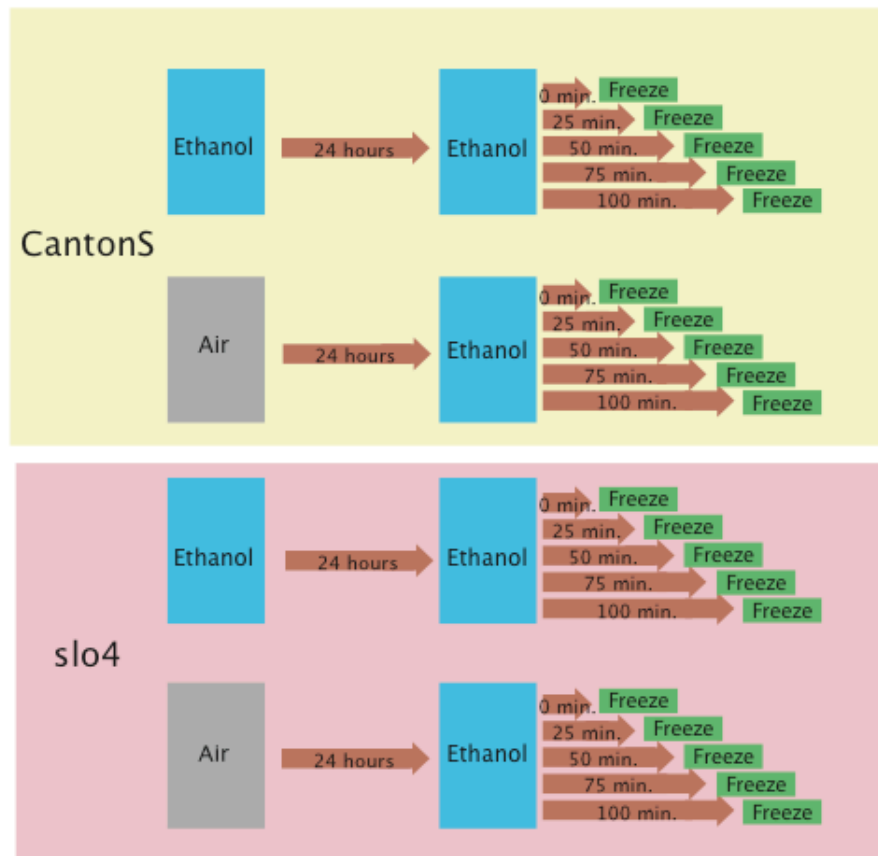 0 min. Freeze
25 min. Freeze
Ethanol 24 hours Ethanol 50 min. Freeze
75 min. Freeze
100 min. Freeze
CantonS
0 min. Freeze
25 min. Freeze
Air 24 hours Ethanol 50 min. Freeze
75 min. Freeze
100 min. Freeze
0 min. Freeze
25 min. Freeze
Ethanol 24 hours Ethanol 50 min. Freeze
75 min. Freeze
100 min. Freeze
slo4
0 min. Freeze
25 min. Freeze
Air 24 hours Ethanol 50 min. Freeze
75 min. Freeze
100 min. Freeze